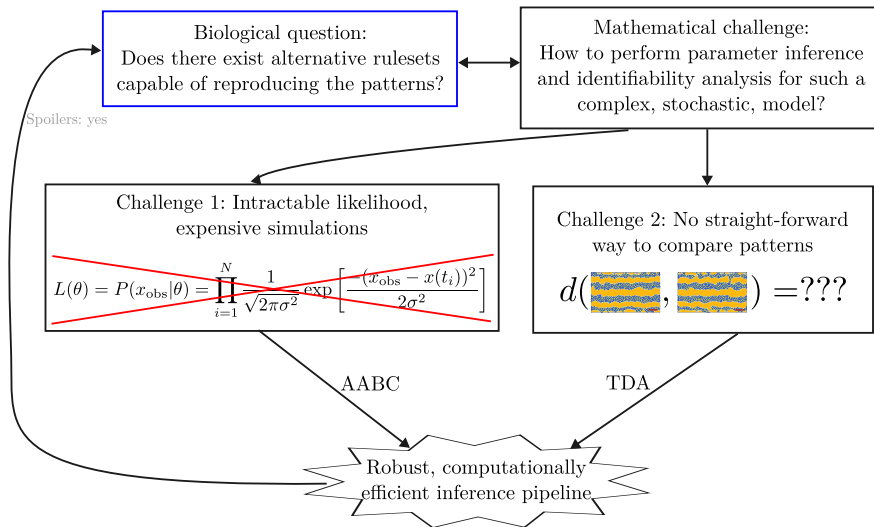 Biological question:
Does there exist alternative rulesets
capable of reproducing the patterns?
Mathematical challenge:
How to perform parameter inference
and identifiability analysis for such a
complex, stochastic, model?
Spoilers: yes
Challenge 1: Intractable likelihood,
expensive simulations
L(θ) = P(x_obs|θ) = ∏_{i=1}^{N} 1/√(2πσ²) exp[−(x_obs − x(t_i))²/2σ²]
Challenge 2: No straight-forward
way to compare patterns
d( , ) =???
AABC
TDA
Robust, computationally
efficient inference pipeline